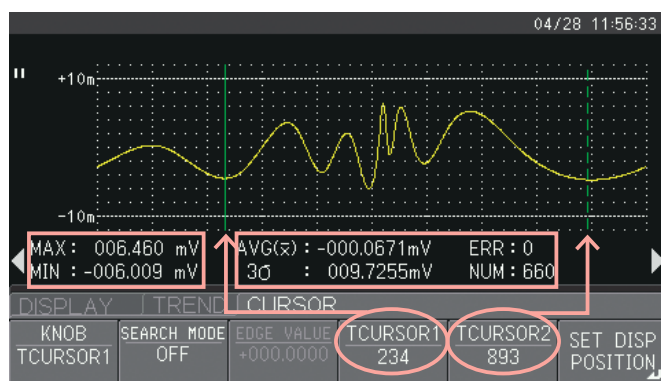 04/28 11:56:33
+10m
-10m
MAX: 006.460 mV AVG(x̅): -000.0671mV ERR: 0
MIN : -006.009 mV 3σ : 009.7255mV NUM: 660
DISPLAY TREND CURSOR
KNOB SEARCH MODE EDGE VALUE TCURSOR1 TCURSOR2 SET DISP
TCURSOR1 OFF +000.0000 234 893 POSITION